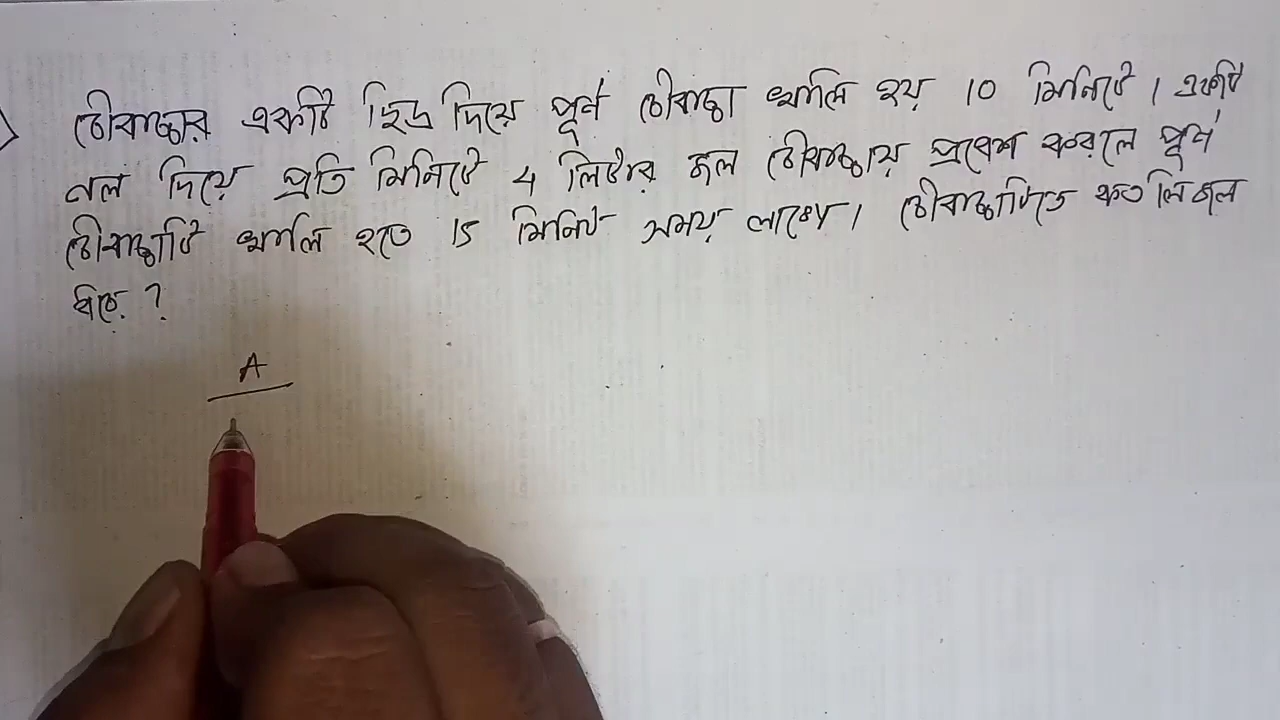 চৌবাচ্চার একটি ছিদ্র দিয়ে পূর্ণ চৌবাচ্চা খালি হয় 10 মিনিটে। একটি
নল দিয়ে প্রতি মিনিটে 4 লিটার জল চৌবাচ্চায় প্রবেশ করলে পূর্ণ
চৌবাচ্চাটি খালি হতে 15 মিনিট সময় লাগে। চৌবাচ্চাটিতে কত লি জল
ধরে ?
A